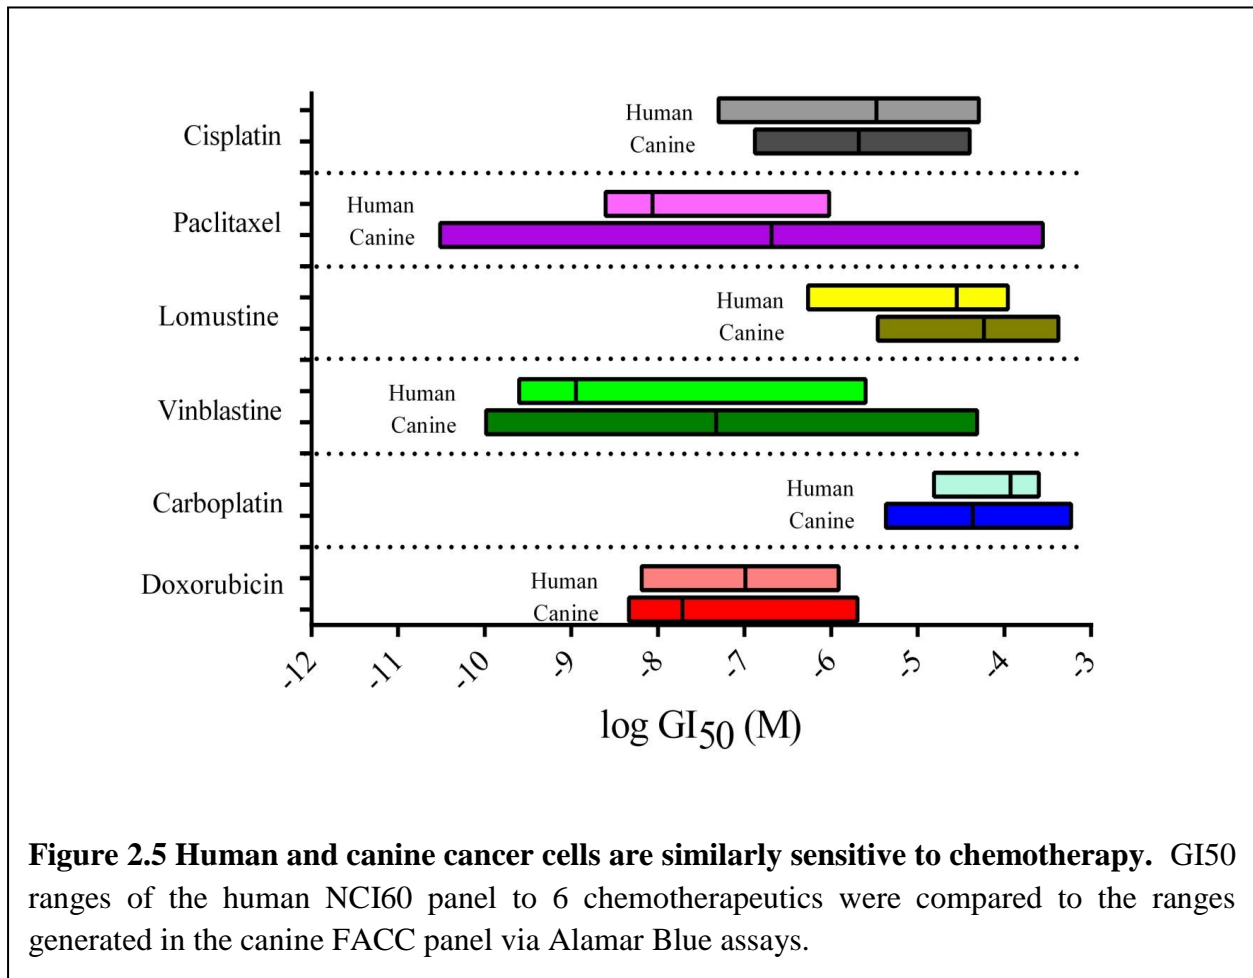 Human
Cisplatin
Canine
Human
Paclitaxel
Canine
Human
Lomustine
Canine
Human
Vinblastine
Canine
Human
Carboplatin
Canine
Human
Doxorubicin
Canine
-12 -11 -10 -9 -8 -7 -6 -5 -4 -3
log GI50 (M)
Figure 2.5 Human and canine cancer cells are similarly sensitive to chemotherapy. GI50
ranges of the human NCI60 panel to 6 chemotherapeutics were compared to the ranges
generated in the canine FACC panel via Alamar Blue assays.